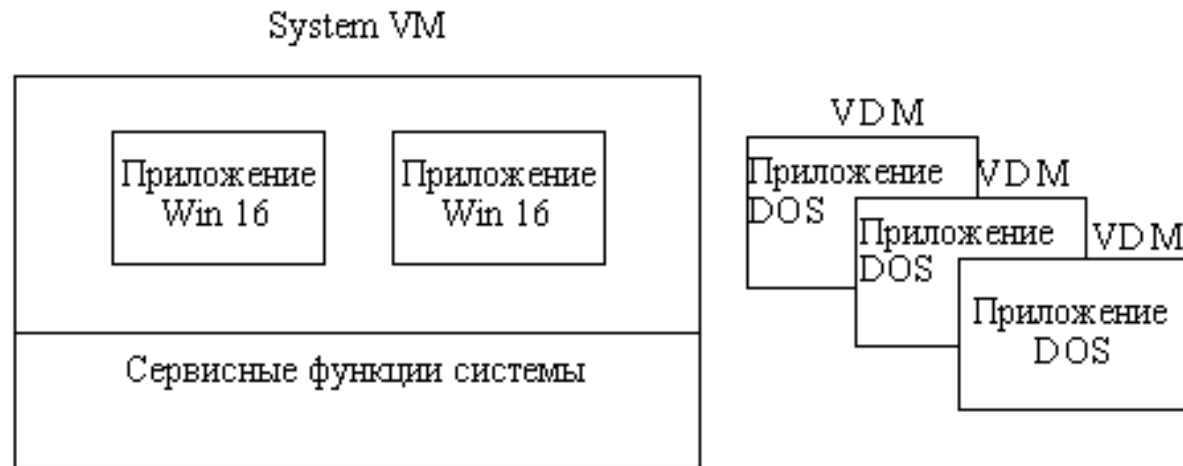 System VM
Приложение
Win 16
Приложение
Win 16
Сервисные функции системы
VDM
Приложение
DOS
VDM
Приложение
DOS
VDM
Приложение
DOS